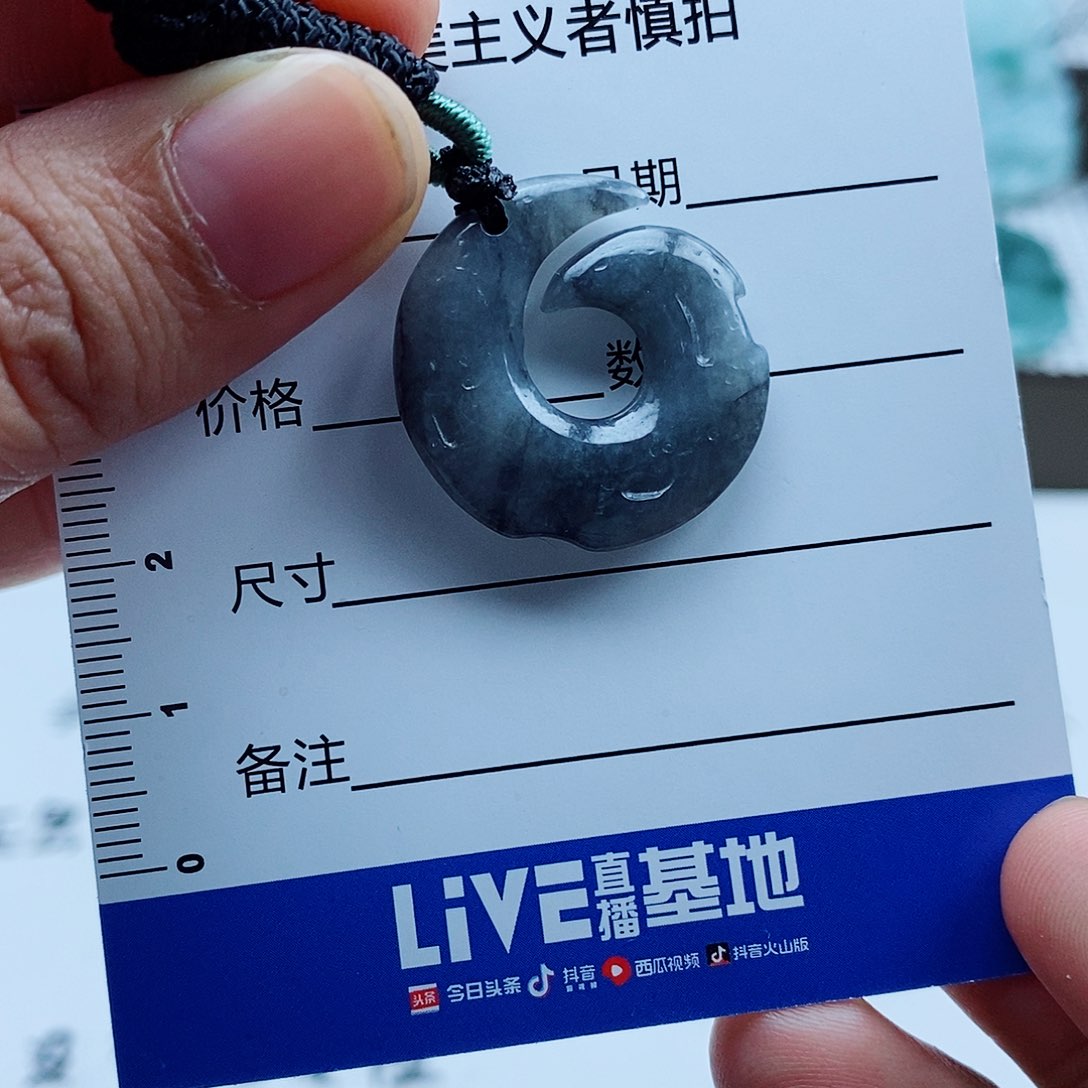 主义者慎拍
期
数
价格
尺寸
2
1
备注
0
LiVE直播基地
头条 今日头条 抖音 西瓜视频 抖音火山版